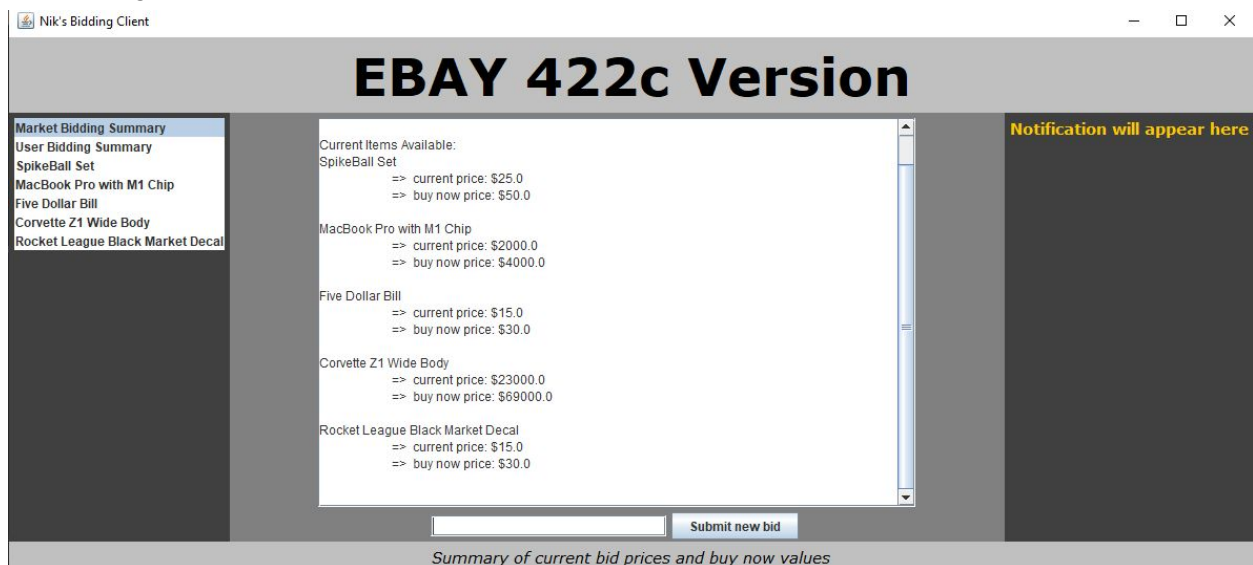 Nik's Bidding Client
EBAY 422c Version
Market Bidding Summary
User Bidding Summary
SpikeBall Set
MacBook Pro with M1 Chip
Five Dollar Bill
Corvette Z1 Wide Body
Rocket League Black Market Decal
Current Items Available:
SpikeBall Set
=> current price: $25.0
=> buy now price: $50.0
MacBook Pro with M1 Chip
=> current price: $2000.0
=> buy now price: $4000.0
Five Dollar Bill
=> current price: $15.0
=> buy now price: $30.0
Corvette Z1 Wide Body
=> current price: $23000.0
=> buy now price: $69000.0
Rocket League Black Market Decal
=> current price: $15.0
=> buy now price: $30.0
Notification will appear here
Submit new bid
Summary of current bid prices and buy now values